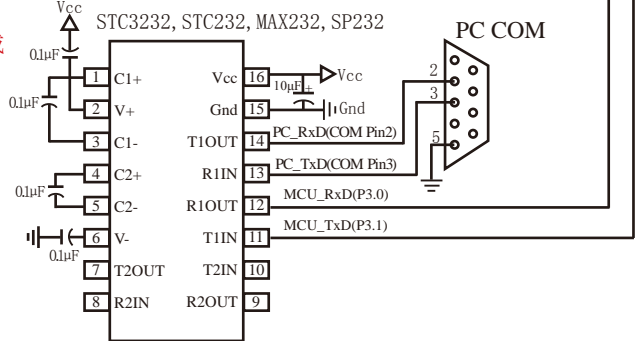 Vcc
STC3232, STC232, MAX232, SP232
PC COM
0.1μF
0.1μF
1 C1+ Vcc 16 Vcc
10μF +
2 V+ Gnd 15 Gnd
3 C1- T1OUT 14 PC_RxD(COM Pin2)
4 C2+ R1IN 13 PC_TxD(COM Pin3)
0.1μF
5 C2- R1OUT 12 MCU_RxD(P3.0)
6 V- T1IN 11 MCU_TxD(P3.1)
0.1μF
7 T2OUT T2IN 10
8 R2IN R2OUT 9
2
3
5